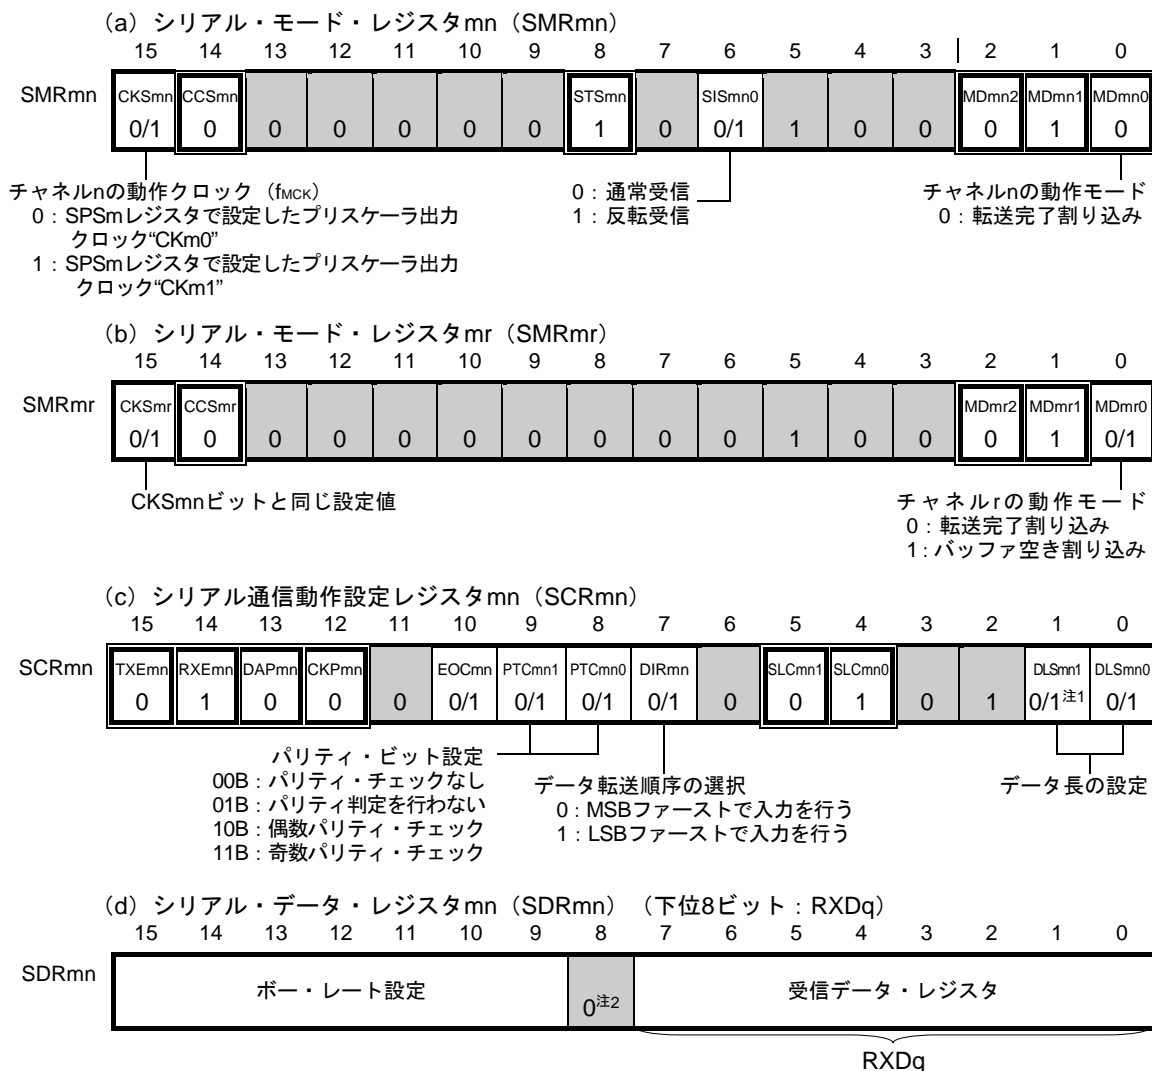 (a) シリアル・モード・レジスタmn（SMRmn）
15 14 13 12 11 10 9 8 7 6 5 4 3 2 1 0
SMRmn
CKSmn CCSmn STSmn SISmn0 MDmn2 MDmn1 MDmn0
0/1 0 0 0 0 0 0 1 0 0/1 1 0 0 0 1 0
チャネルnの動作クロック（fMCK）
0：SPSmレジスタで設定したプリスケーラ出力
クロック“CKm0”
1：SPSmレジスタで設定したプリスケーラ出力
クロック“CKm1”
0：通常受信
1：反転受信
チャネルnの動作モード
0：転送完了割り込み
(b) シリアル・モード・レジスタmr（SMRmr）
15 14 13 12 11 10 9 8 7 6 5 4 3 2 1 0
SMRmr
CKSmr CCSmr MDmr2 MDmr1 MDmr0
0/1 0 0 0 0 0 0 0 0 0 1 0 0 0 1 0/1
CKSmnビットと同じ設定値
チャネルrの動作モード
0：転送完了割り込み
1：バッファ空き割り込み
(c) シリアル通信動作設定レジスタmn（SCRmn）
15 14 13 12 11 10 9 8 7 6 5 4 3 2 1 0
SCRmn
TXEmn RXEmn DAPmn CKPmn EOCmn PTCmn1 PTCmn0 DIRmn SLCmn1 SLCmn0 DLSmn1 DLSmn0
0 1 0 0 0 0/1 0/1 0/1 0/1 0 0 1 0 1 0/1注1 0/1
パリティ・ビット設定
00B：パリティ・チェックなし
01B：パリティ判定を行わない
10B：偶数パリティ・チェック
11B：奇数パリティ・チェック
データ転送順序の選択
0：MSBファーストで入力を行う
1：LSBファーストで入力を行う
データ長の設定
(d) シリアル・データ・レジスタmn（SDRmn）（下位8ビット：RXDq）
15 14 13 12 11 10 9 8 7 6 5 4 3 2 1 0
SDRmn
ボー・レート設定 0注2 受信データ・レジスタ
RXDq